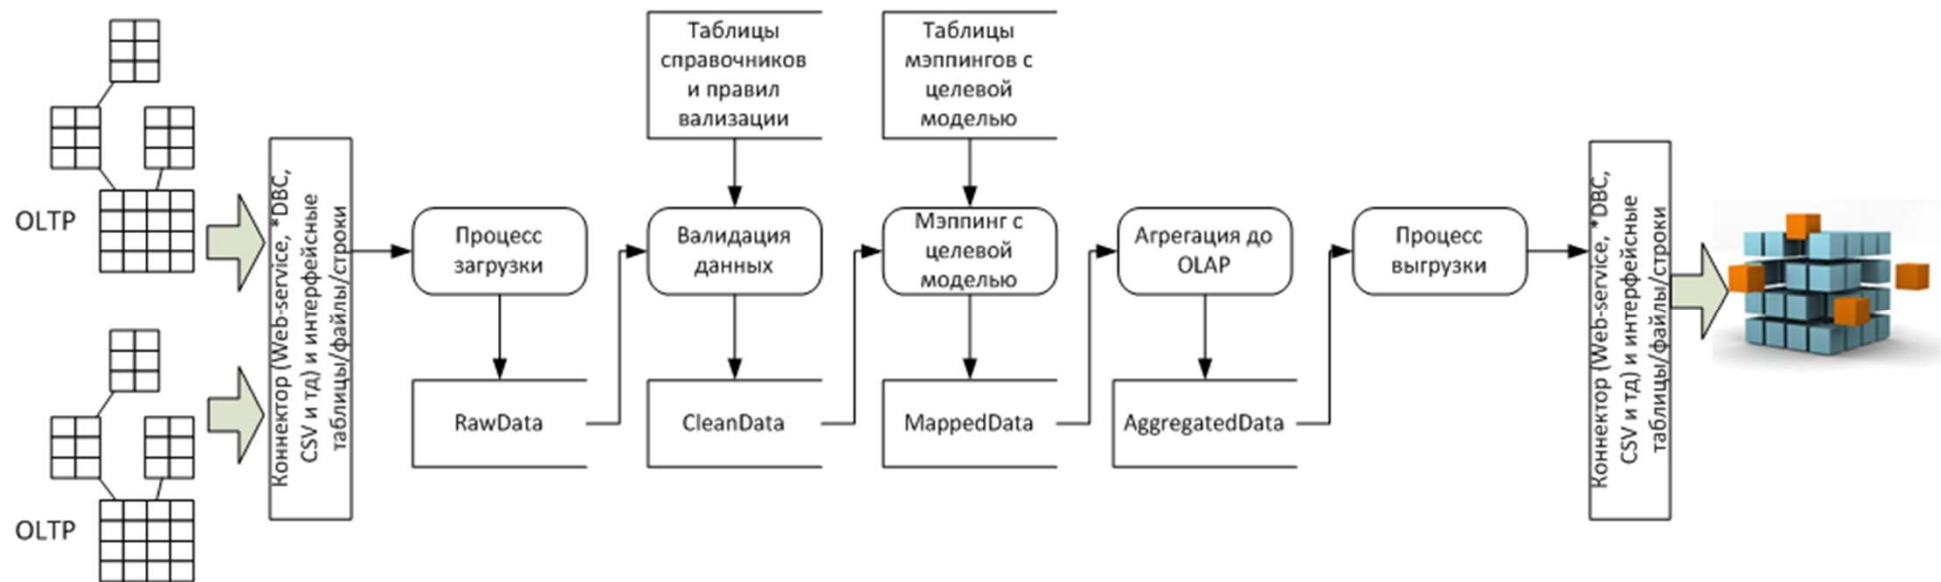 OLTP
OLTP
Коннектор (Web-service, *DBC,
CSV и тд) и интерфейсные
таблицы/файлы/строки
Процесс
загрузки
RawData
Таблицы
справочников
и правил
вализации
Валидация
данных
CleanData
Таблицы
мэппингов с
целевой
моделью
Мэппинг с
целевой
моделью
MappedData
Агрегация до
OLAP
AggregatedData
Процесс
выгрузки
Коннектор (Web-service, *DBC,
CSV и тд) и интерфейсные
таблицы/файлы/строки